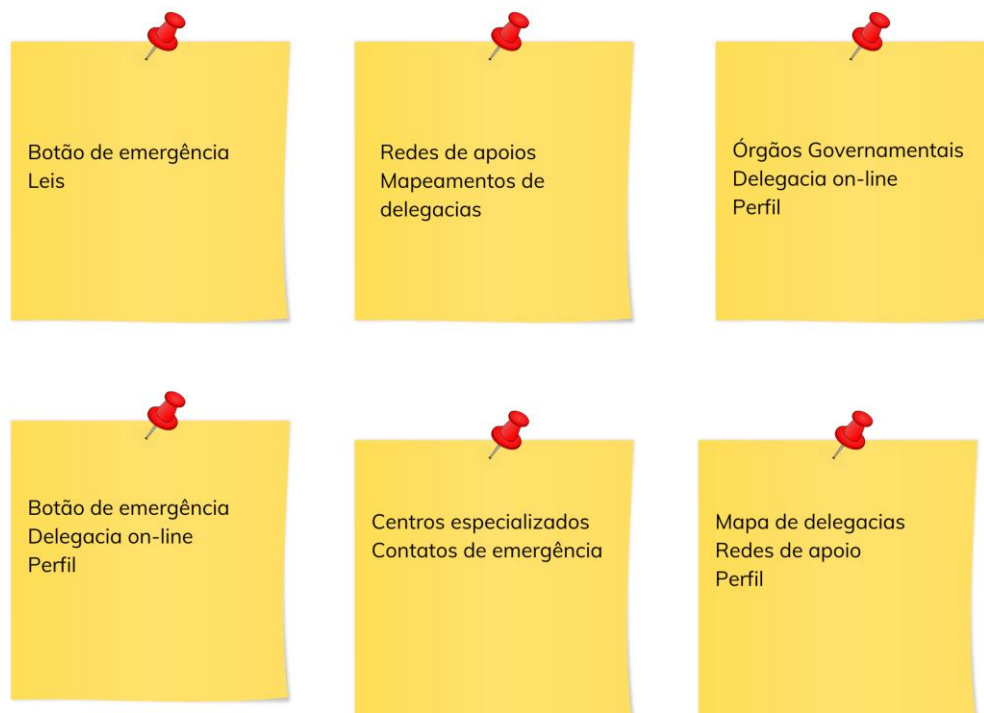 Botão de emergência
Leis
Redes de apoios
Mapeamentos de
delegacias
Órgãos Governamentais
Delegacia on-line
Perfil
Botão de emergência
Delegacia on-line
Perfil
Centros especializados
Contatos de emergência
Mapa de delegacias
Redes de apoio
Perfil